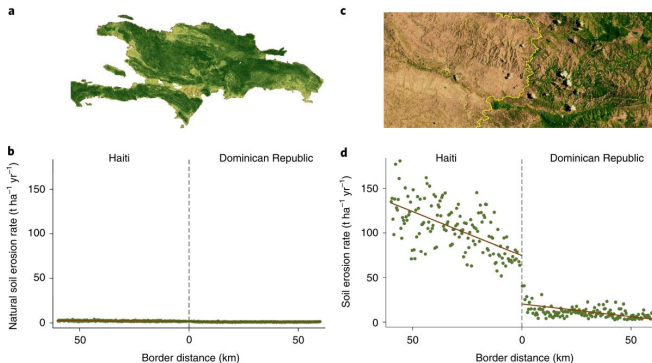 a
c
b
Haiti Dominican Republic
Natural soil erosion rate (t ha⁻¹ yr⁻¹)
150
100
50
0
50 0 50
Border distance (km)
d
Haiti Dominican Republic
Soil erosion rate (t ha⁻¹ yr⁻¹)
150
100
50
0
50 0 50
Border distance (km)